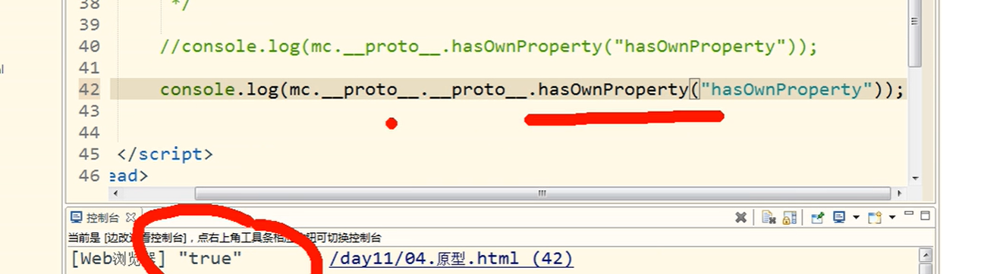 38 */
39
40 //console.log(mc.__proto__.hasOwnProperty("hasOwnProperty"));
41
42 console.log(mc.__proto__.__proto__.hasOwnProperty("hasOwnProperty"));
43
44
45 </script>
46 ead>
控制台
当前是 [边改 看控制台]，点右上角工具条相 钮可切换控制台
[Web浏览器] "true" /day11/04.原型.html (42)